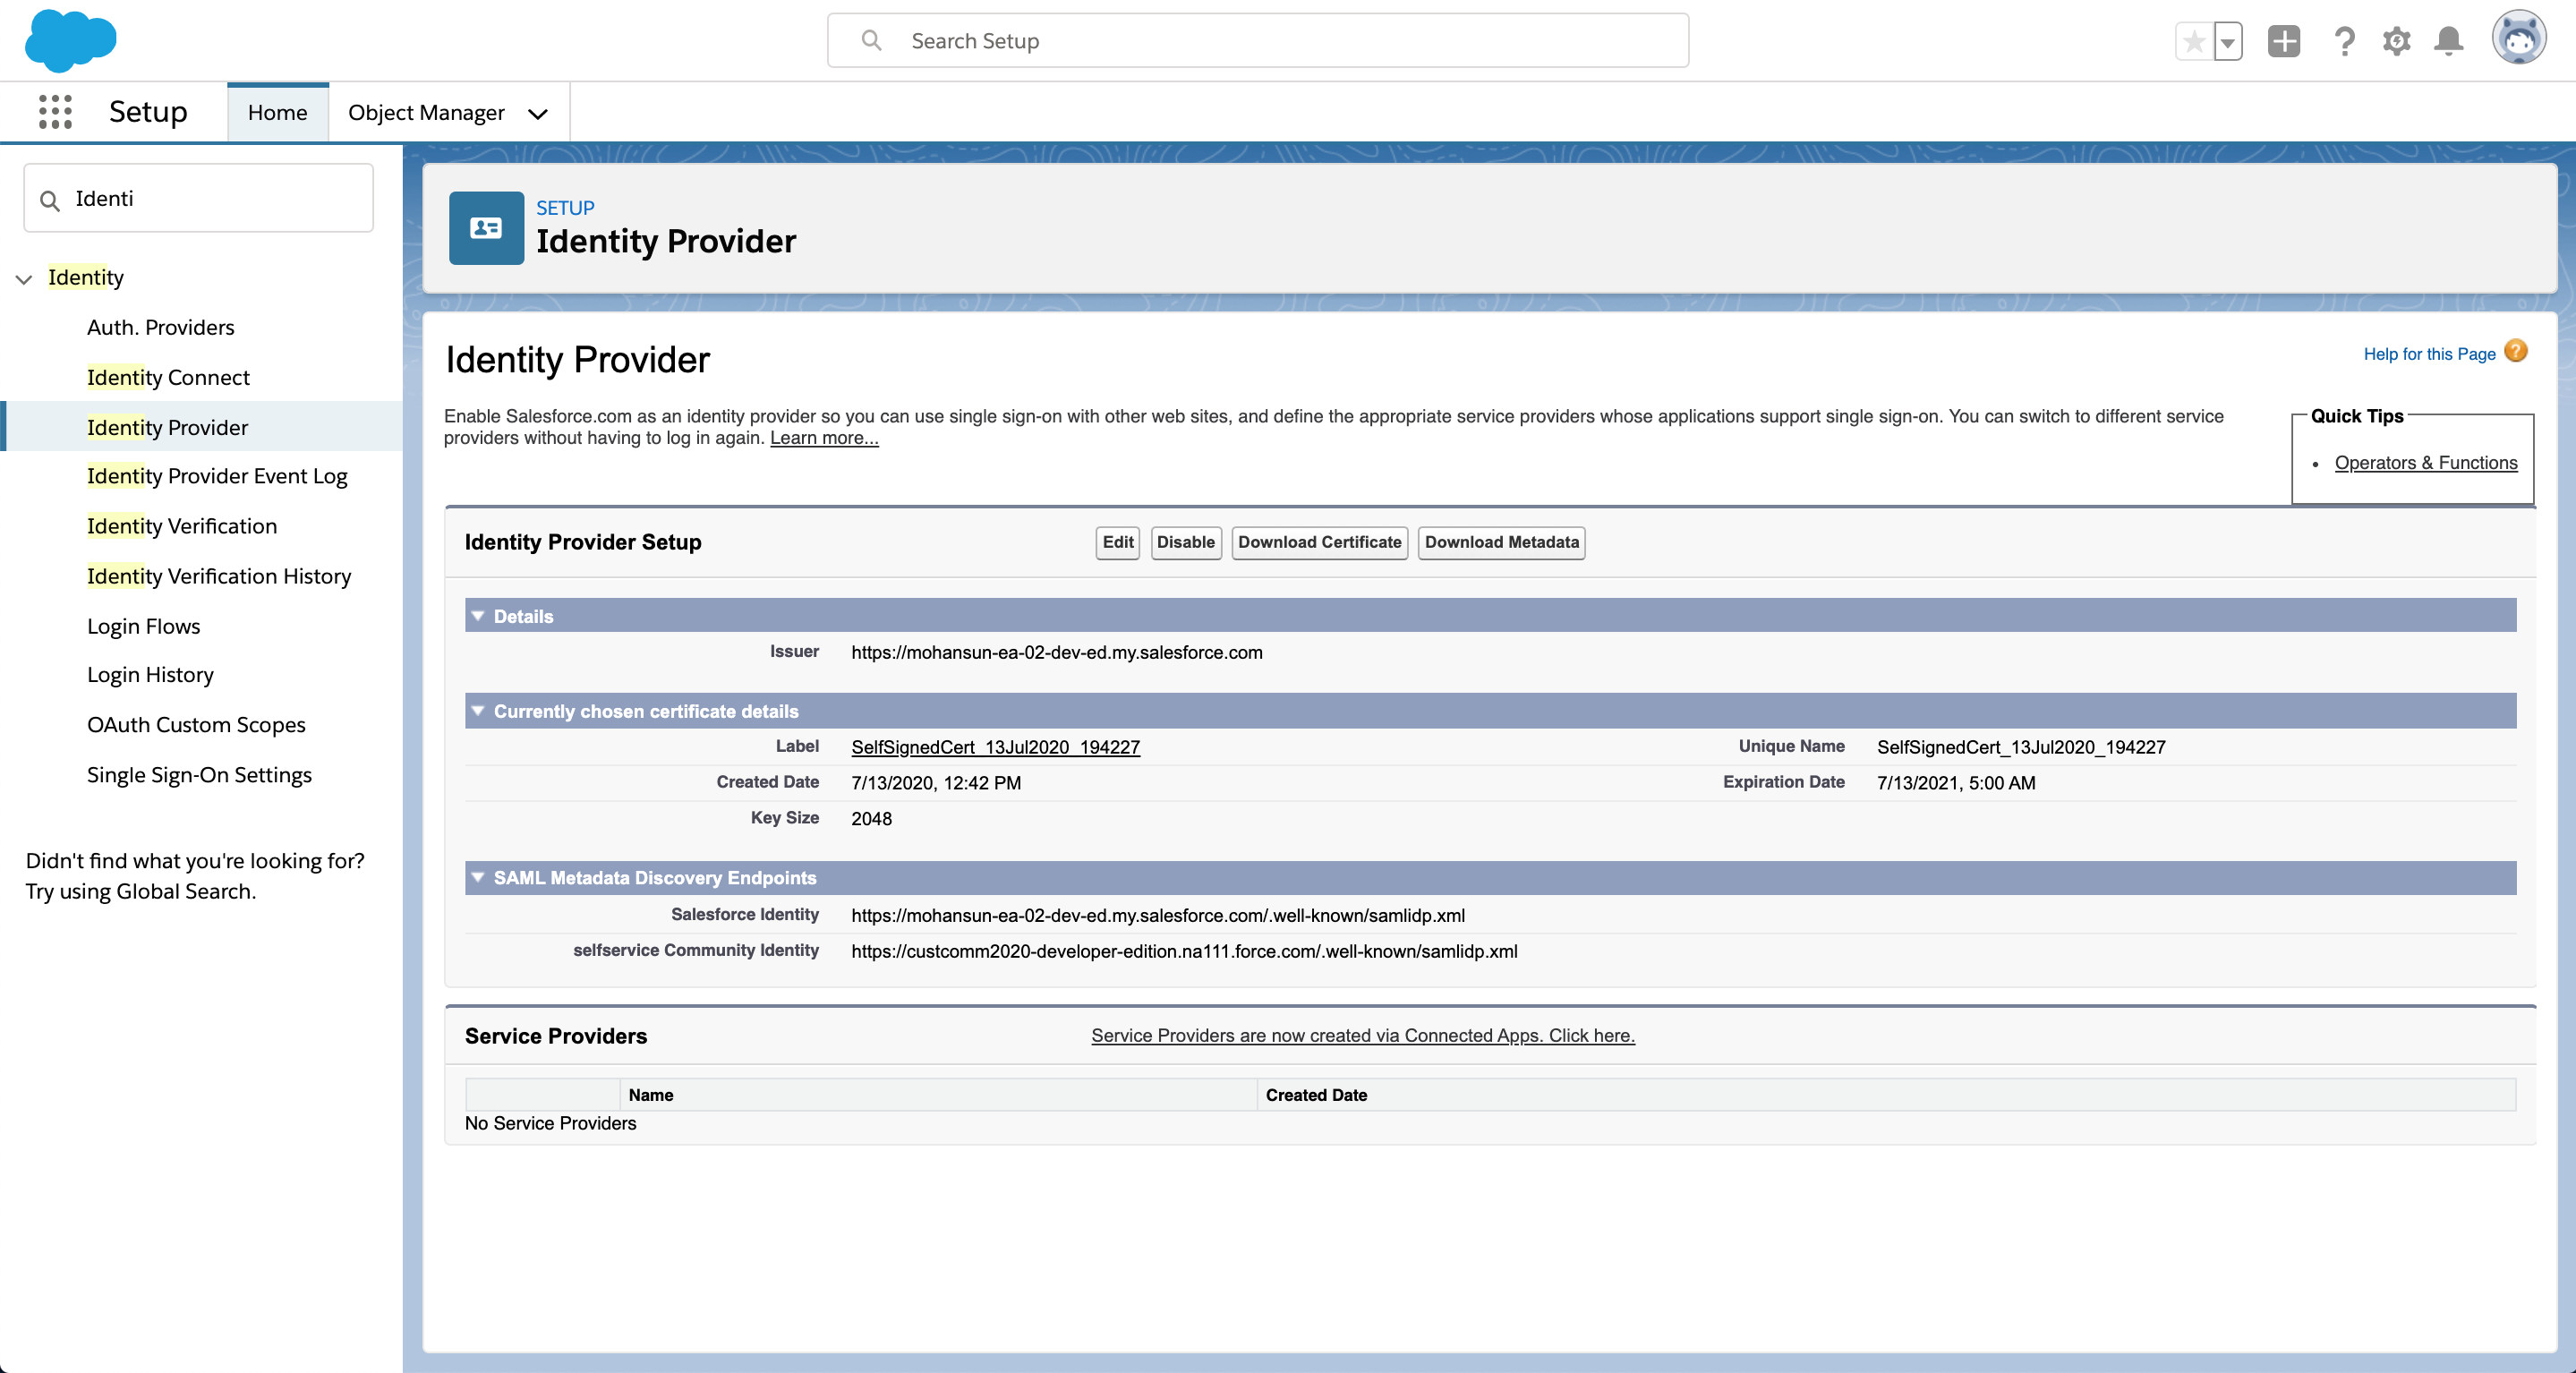 Search Setup
Setup
Home
Object Manager
Identi
Identity
Auth. Providers
Identity Connect
Identity Provider
Identity Provider Event Log
Identity Verification
Identity Verification History
Login Flows
Login History
OAuth Custom Scopes
Single Sign-On Settings
Didn't find what you're looking for?
Try using Global Search.
SETUP
Identity Provider
Identity Provider
Help for this Page
Enable Salesforce.com as an identity provider so you can use single sign-on with other web sites, and define the appropriate service providers whose applications support single sign-on. You can switch to different service
providers without having to log in again. Learn more...
Quick Tips
• Operators & Functions
Identity Provider Setup
Edit
Disable
Download Certificate
Download Metadata
Details
Issuer https://mohansun-ea-02-dev-ed.my.salesforce.com
Currently chosen certificate details
Label SelfSignedCert_13Jul2020_194227 Unique Name SelfSignedCert_13Jul2020_194227
Created Date 7/13/2020, 12:42 PM Expiration Date 7/13/2021, 5:00 AM
Key Size 2048
SAML Metadata Discovery Endpoints
Salesforce Identity https://mohansun-ea-02-dev-ed.my.salesforce.com/.well-known/samlidp.xml
selfservice Community Identity https://custcomm2020-developer-edition.na111.force.com/.well-known/samlidp.xml
Service Providers
Service Providers are now created via Connected Apps. Click here.
Name Created Date
No Service Providers